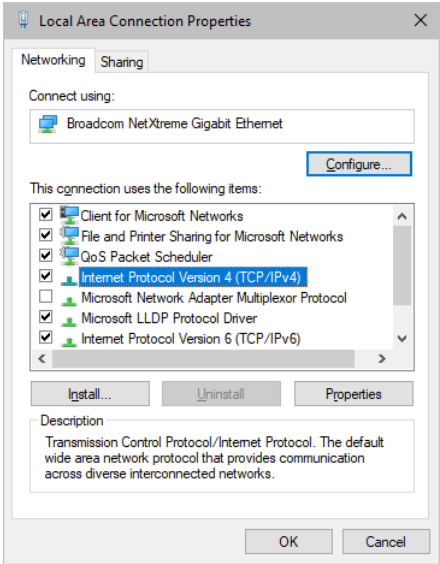 Local Area Connection Properties
Networking
Sharing
Connect using:
Broadcom NetXtreme Gigabit Ethernet
Configure...
This connection uses the following items:
Client for Microsoft Networks
File and Printer Sharing for Microsoft Networks
QoS Packet Scheduler
Internet Protocol Version 4 (TCP/IPv4)
Microsoft Network Adapter Multiplexor Protocol
Microsoft LLDP Protocol Driver
Internet Protocol Version 6 (TCP/IPv6)
Install...
Uninstall
Properties
Description
Transmission Control Protocol/Internet Protocol. The default
wide area network protocol that provides communication
across diverse interconnected networks.
OK
Cancel